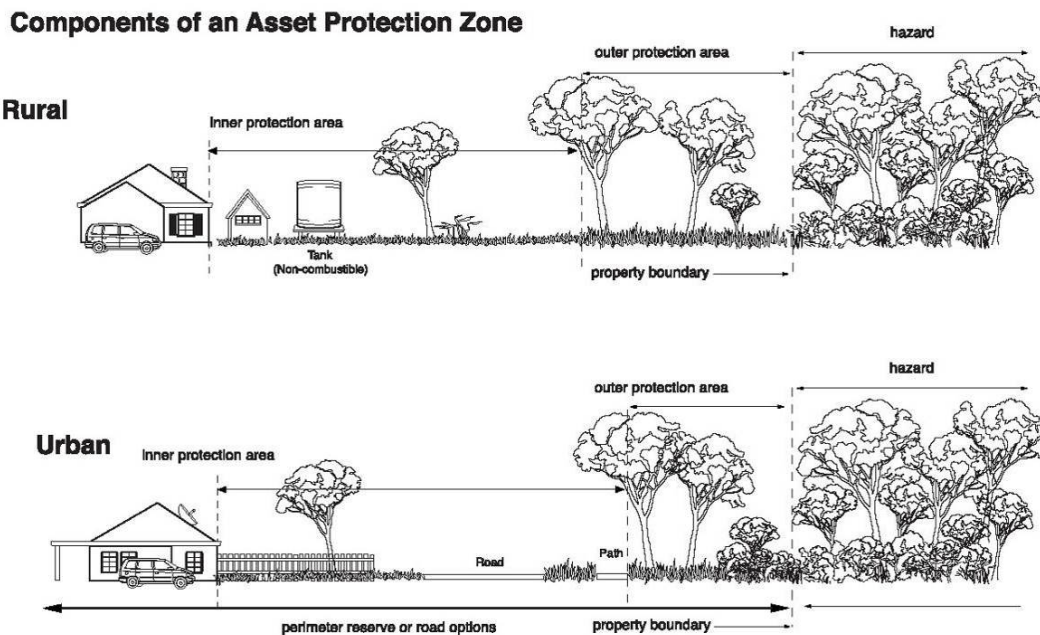 Components of an Asset Protection Zone
hazard
outer protection area
Rural
Inner protection area
Tank
(Non-combustible)
property boundary
hazard
outer protection area
Urban
Inner protection area
Road
Path
perimeter reserve or road options
property boundary